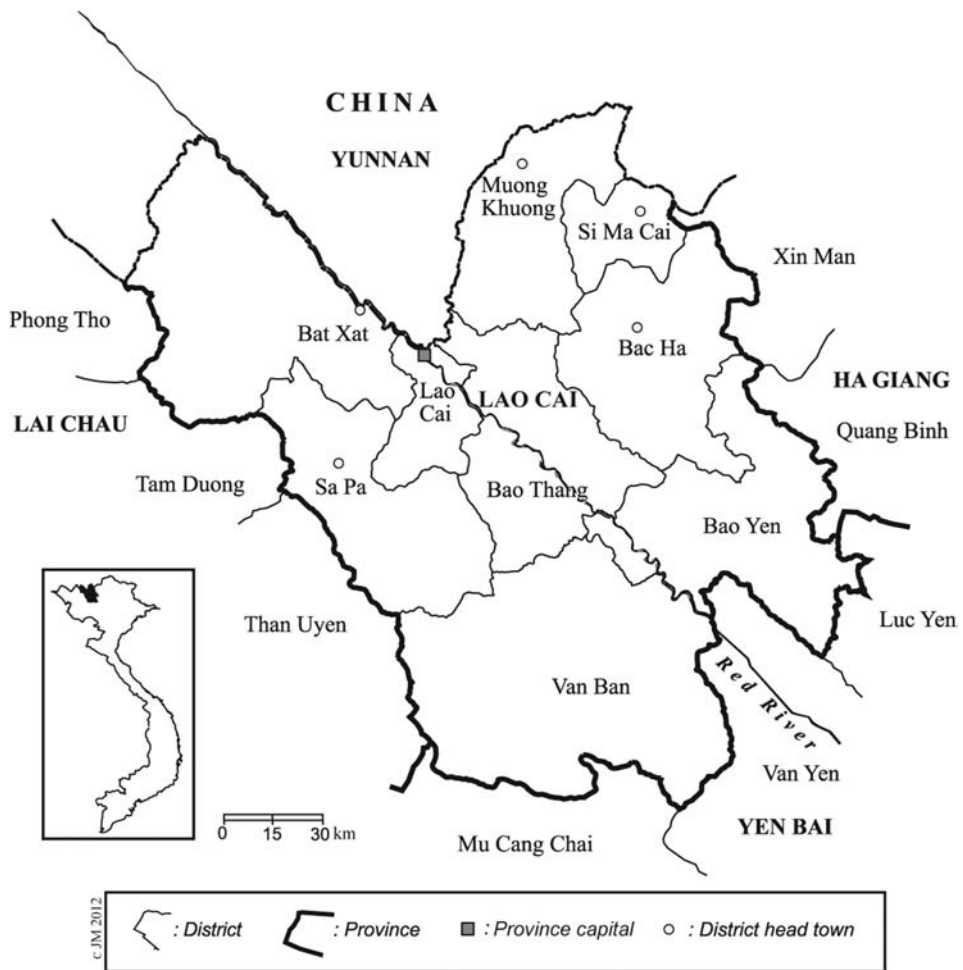 CHINA
YUNNAN
Muong
Khuong
Si Ma Cai
Xin Man
Phong Tho
Bat Xat
Bac Ha
Lao
Cai
LAO CAI
HA GIANG
LAI CHAU
Quang Binh
Tam Duong
Sa Pa
Bao Thang
Bao Yen
Than Uyen
Luc Yen
Van Ban
Red River
Van Yen
0 15 30 km
Mu Cang Chai
YEN BAI
c JM 2012
: District
: Province
: Province capital
: District head town